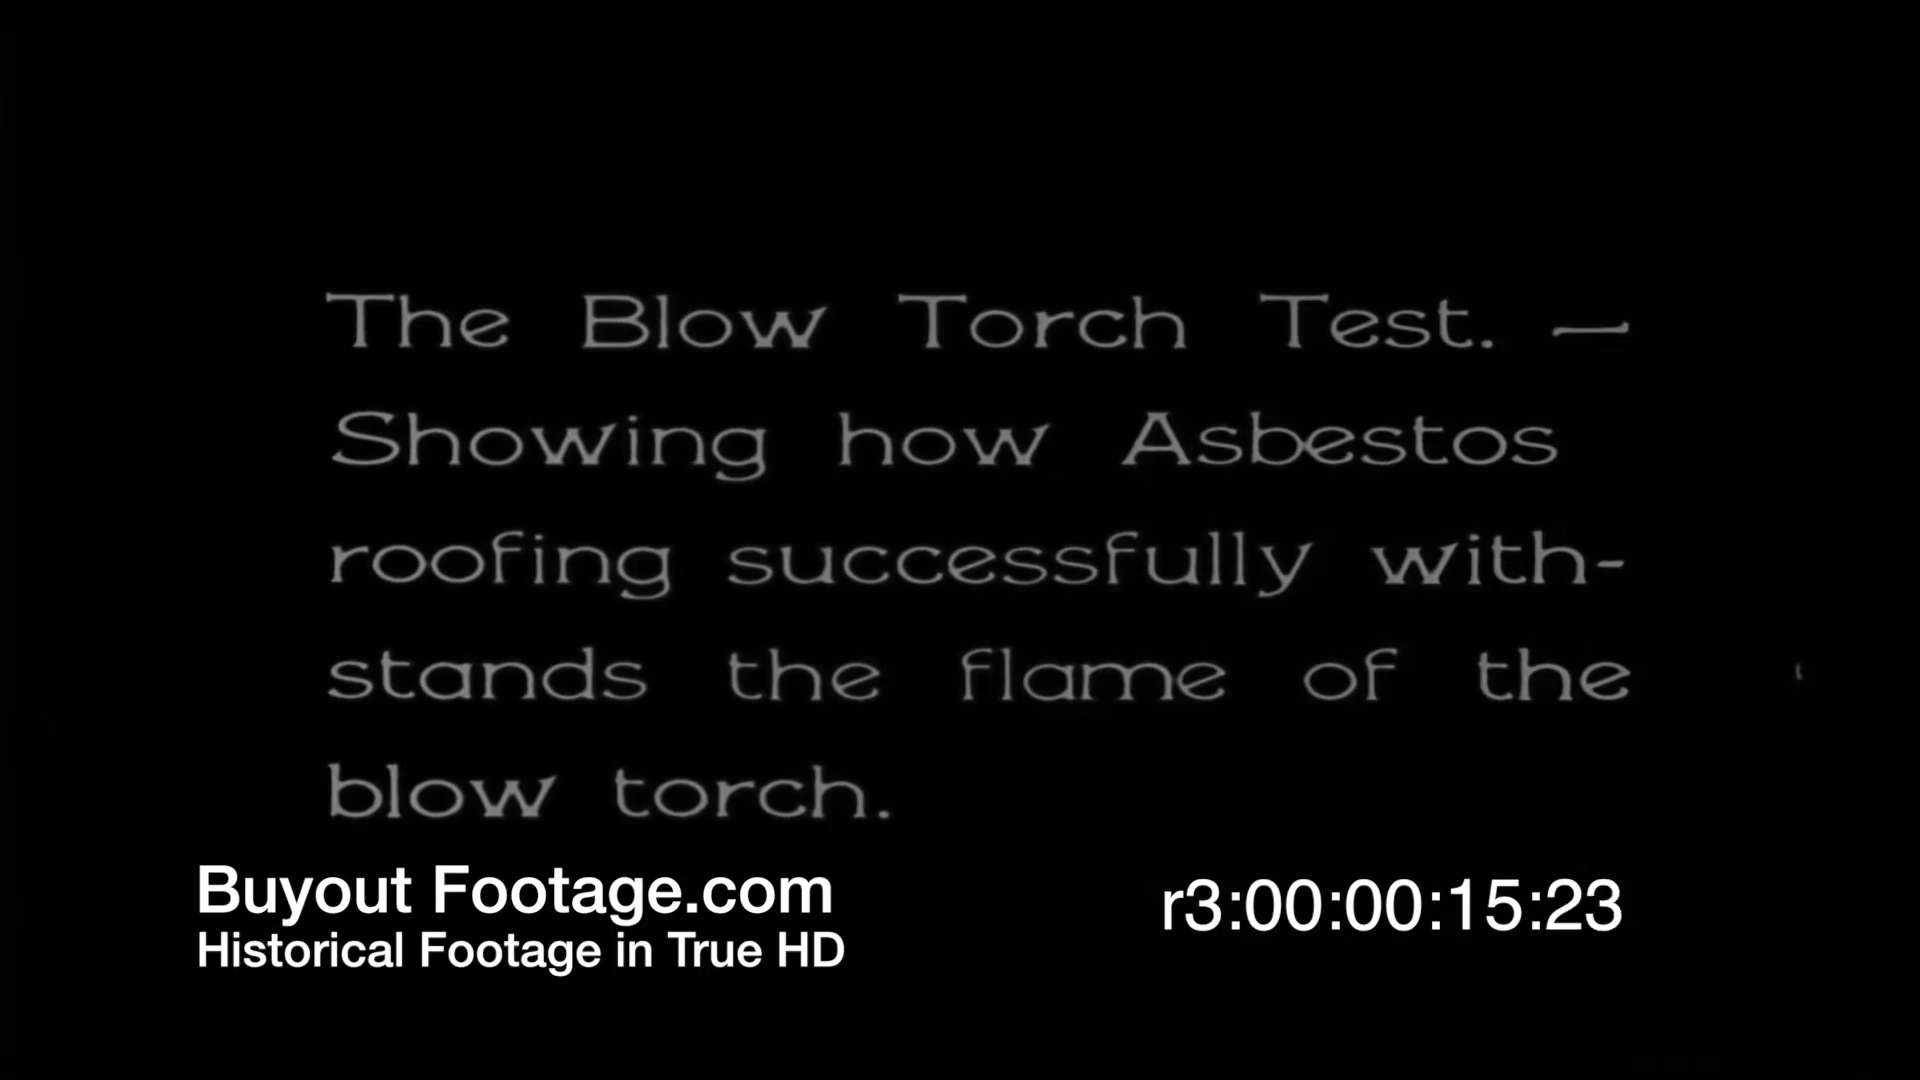 The Blow Torch Test. —
Showing how Asbestos
roofing successfully with-
stands the flame of the
blow torch.
Buyout Footage.com
Historical Footage in True HD
r3:00:00:15:23